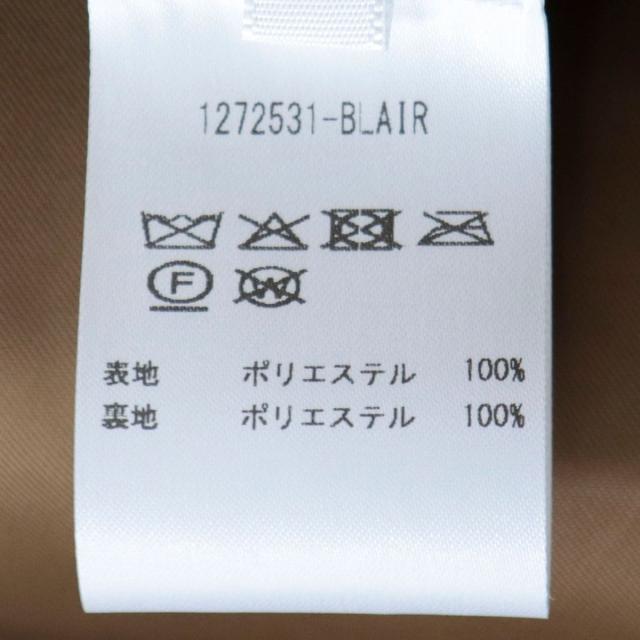 1272531-BLAIR
F W
表地 ポリエステル 100%
裏地 ポリエステル 100%